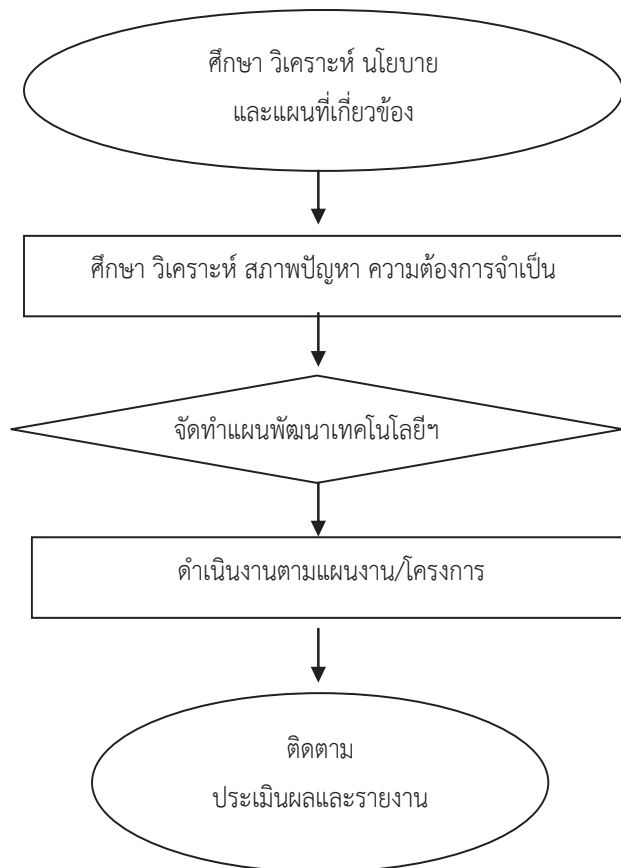 ศึกษา วิเคราะห์ นโยบาย
และแผนที่เกี่ยวข้อง
ศึกษา วิเคราะห์ สภาพปัญหา ความต้องการจำเป็น
จัดทำแผนพัฒนาเทคโนโลยีฯ
ดำเนินงานตามแผนงาน/โครงการ
ติดตาม
ประเมินผลและรายงาน